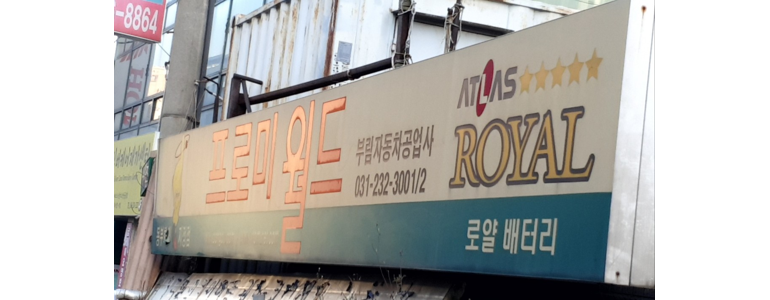 -8864
프로미월드
부림자동차공업사
031-232-3001/2
ATLAS
ROYAL
로얄 배터리